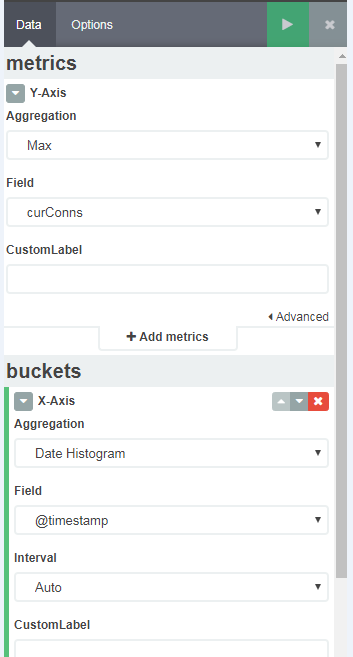 Data Options
metrics
Y-Axis
Aggregation
Max
Field
curConns
CustomLabel
Advanced
Add metrics
buckets
X-Axis
Aggregation
Date Histogram
Field
@timestamp
Interval
Auto
CustomLabel